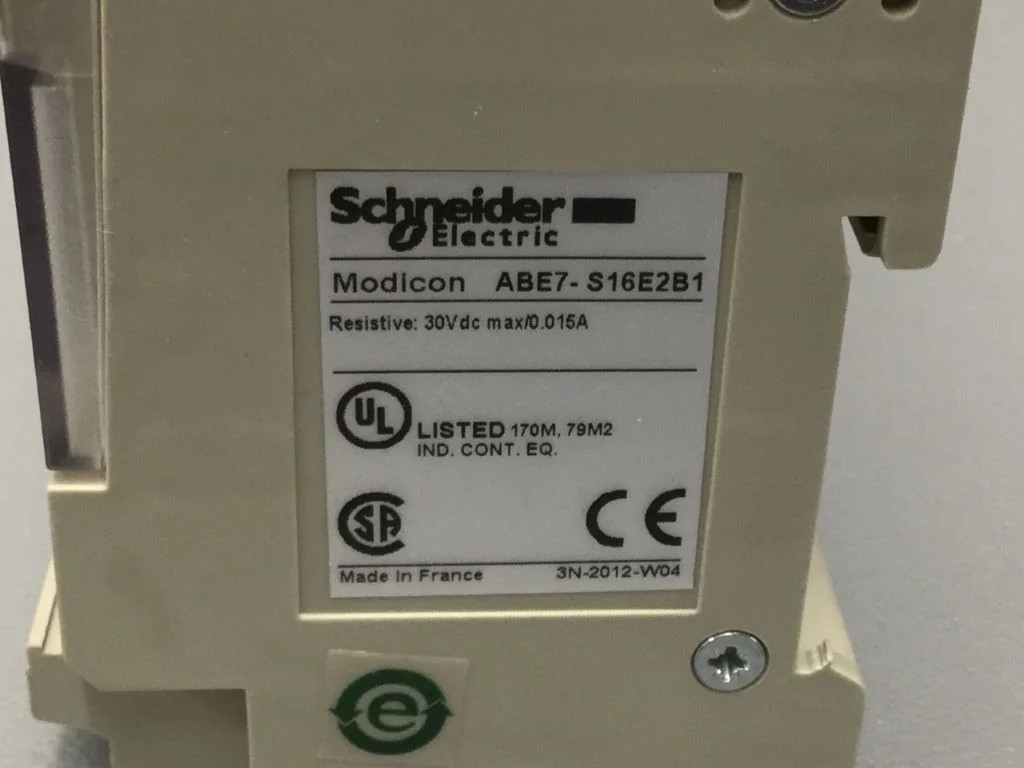 Schneider
Electric
Modicon ABE7- S16E2B1
Resistive: 30Vdc max/0.015A
UL
LISTED 170M, 79M2
IND. CONT. EQ.
SA
CE
Made In France 3N-2012-W04
e